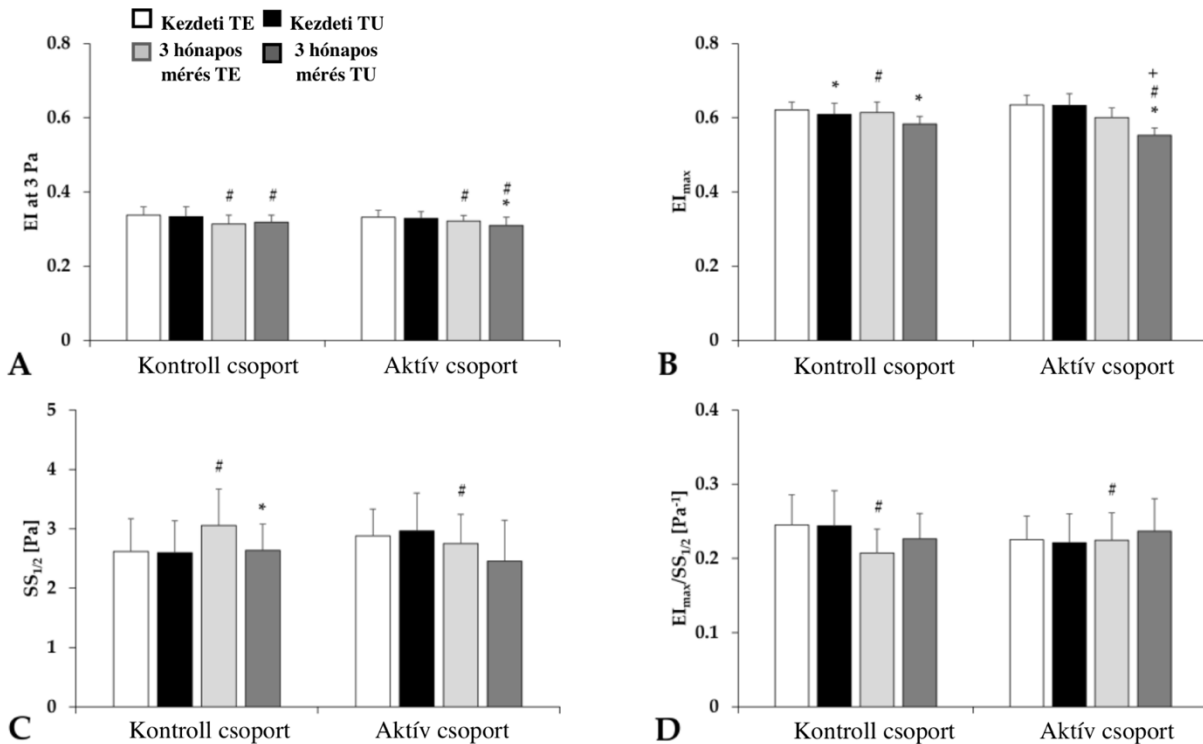 Kezdeti TE Kezdeti TU
3 hónapos mérés TE 3 hónapos mérés TU
0.8
0.6
0.4
0.2
0
EI at 3 Pa
# # # #
*
A
Kontroll csoport Aktív csoport
0.8
0.6
0.4
0.2
0
EImax
* # * +
#
*
B
Kontroll csoport Aktív csoport
5
4
3
2
1
0
SS1/2 [Pa]
# * #
C
Kontroll csoport Aktív csoport
0.4
0.3
0.2
0.1
0
EImax/SS1/2 [Pa-1]
# #
D
Kontroll csoport Aktív csoport